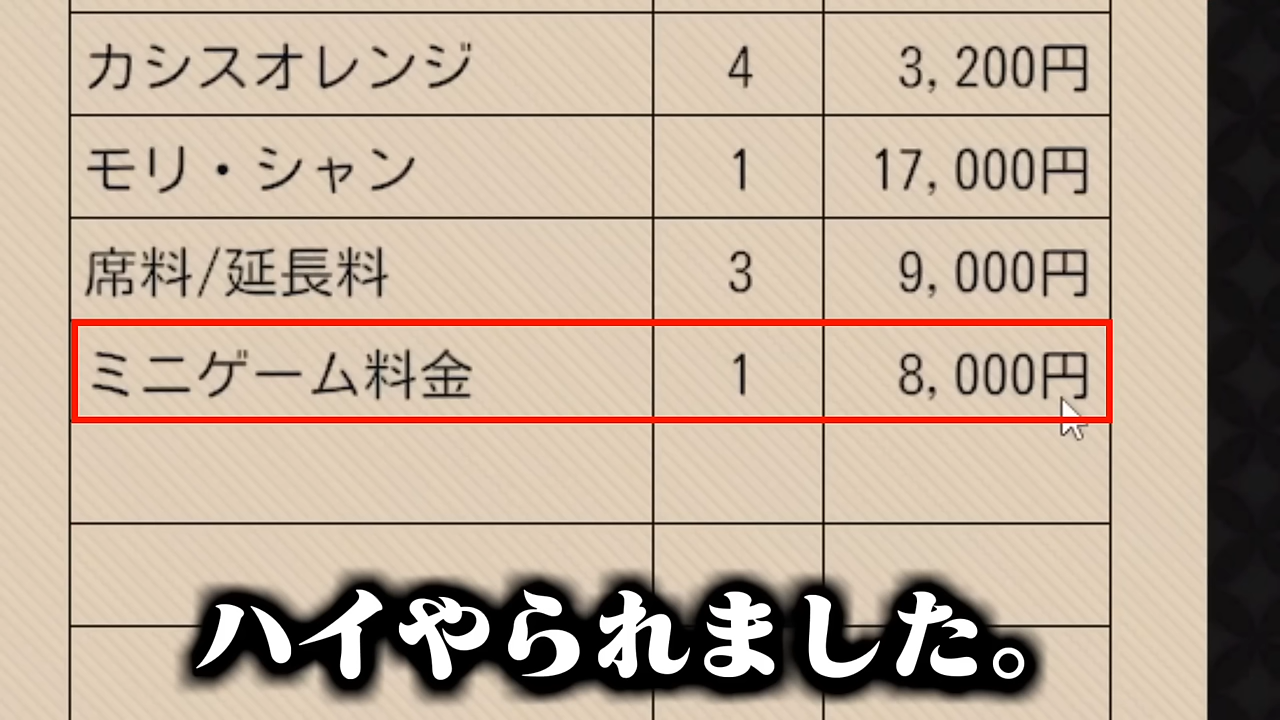 カシスオレンジ 4 3,200円
モリ・シャン 1 17,000円
席料/延長料 3 9,000円
ミニゲーム料金 1 8,000円
ハイやられました。